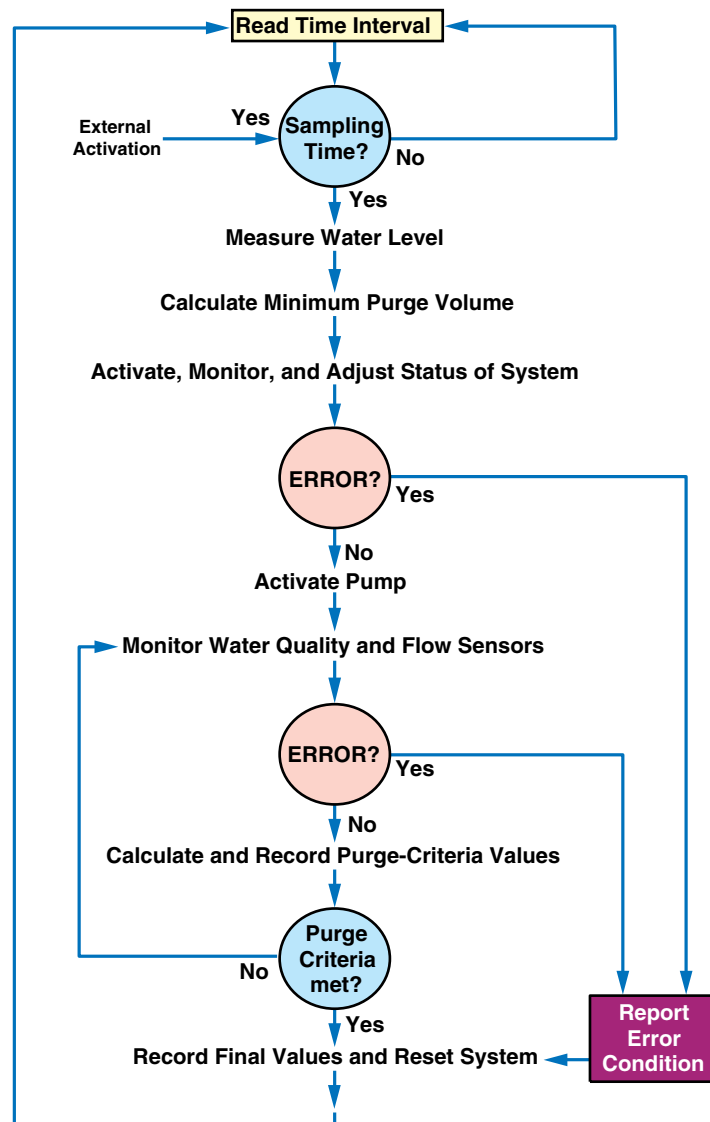 Read Time Interval
External
Activation
Yes
Sampling
Time?
No
Yes
Measure Water Level
Calculate Minimum Purge Volume
Activate, Monitor, and Adjust Status of System
ERROR?
Yes
No
Activate Pump
Monitor Water Quality and Flow Sensors
ERROR?
Yes
No
Calculate and Record Purge-Criteria Values
Purge
Criteria
met?
No
Yes
Report
Error
Condition
Record Final Values and Reset System